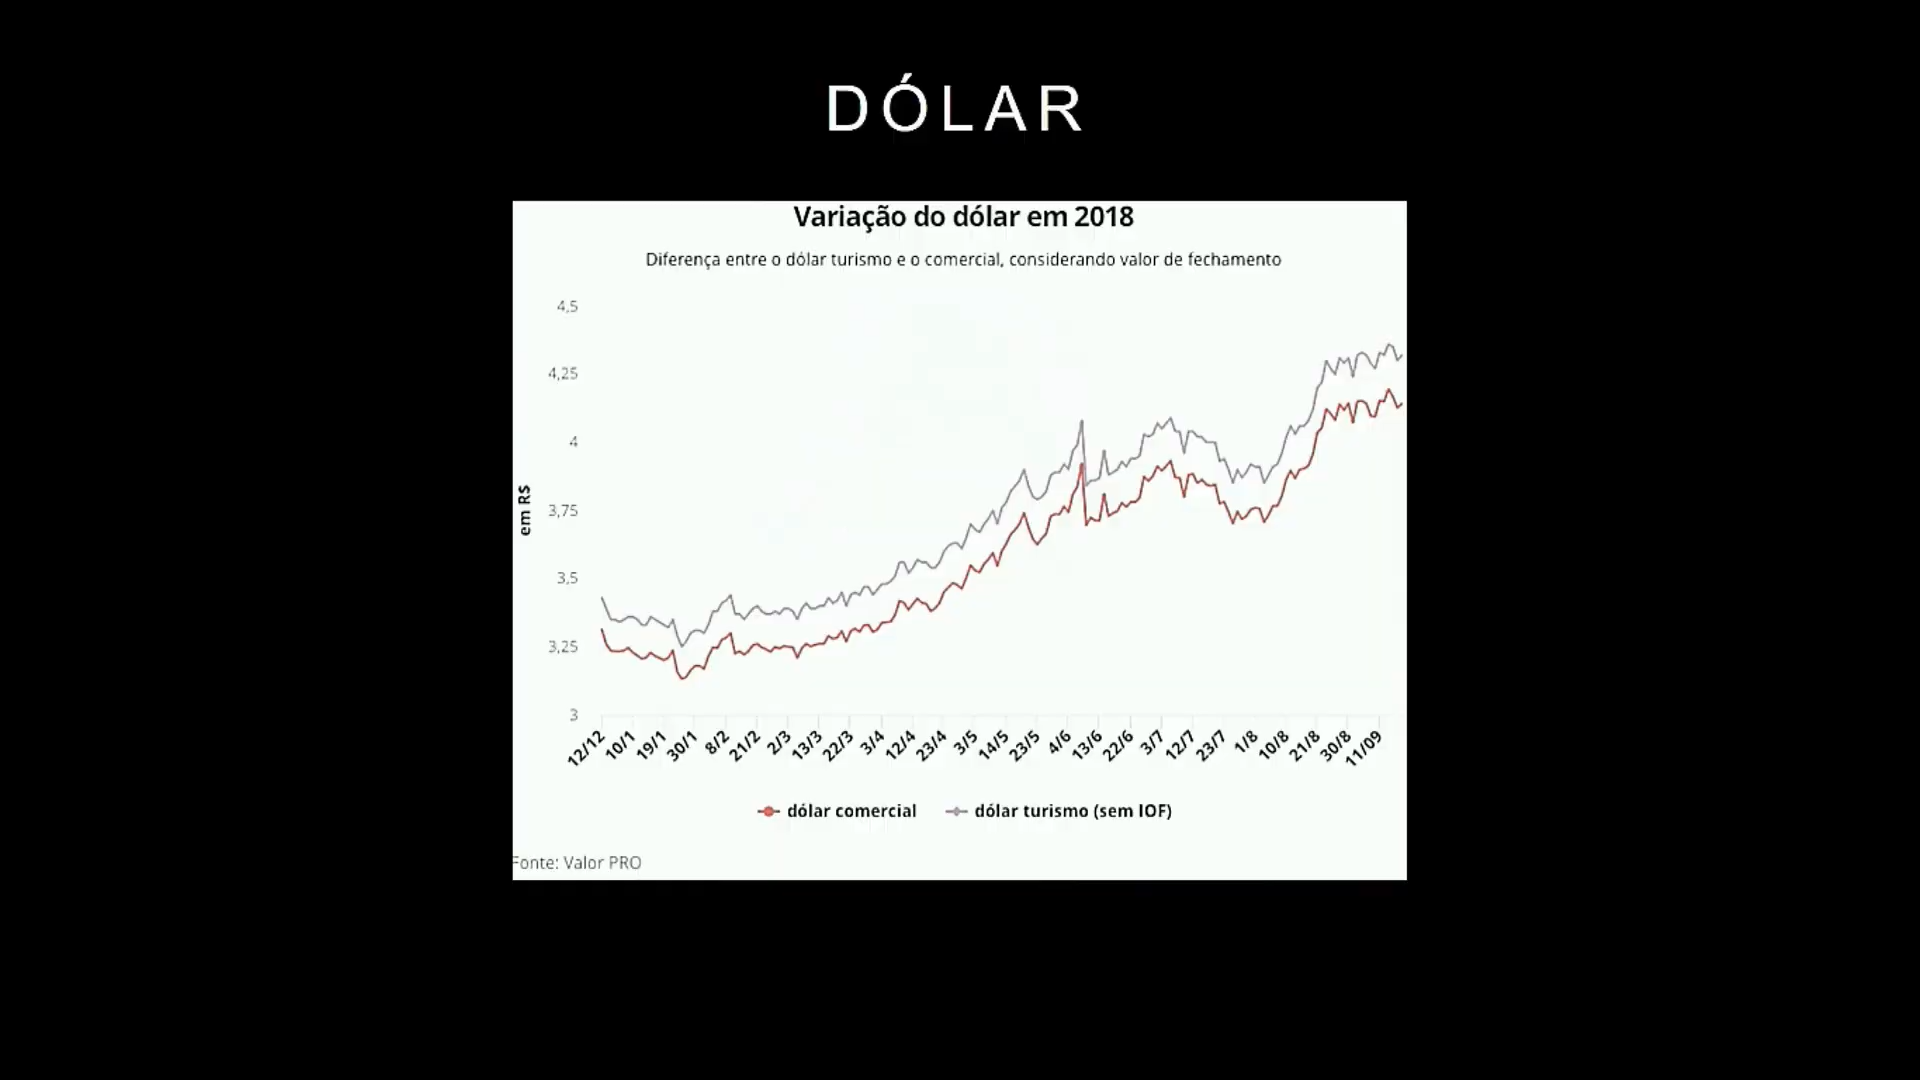 DÓLAR
Variação do dólar em 2018
Diferença entre o dólar turismo e o comercial, considerando valor de fechamento
4,5
4,25
4
3,75
3,5
3,25
3
em R$
12/12 10/1 19/1 30/1 8/2 21/2 2/3 13/3 22/3 3/4 12/4 23/4 3/5 14/5 23/5 4/6 13/6 22/6 3/7 12/7 23/7 1/8 10/8 21/8 30/8 11/09
dólar comercial dólar turismo (sem IOF)
Fonte: Valor PRO